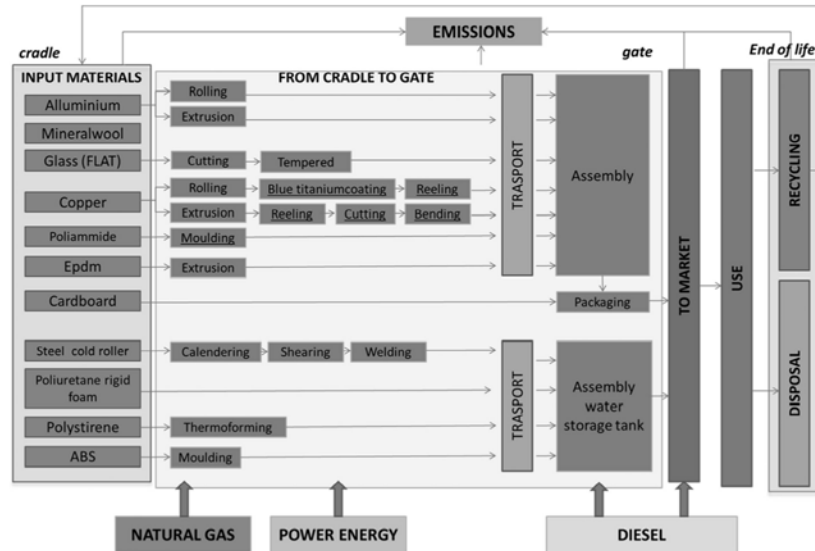 EMISSIONS
cradle
gate
End of life
INPUT MATERIALS
FROM CRADLE TO GATE
Alluminium
Rolling
Extrusion
Mineralwool
Glass (FLAT)
Cutting
Tempered
Copper
Rolling
Blue titaniumcoating
Reeling
Extrusion
Reeling
Cutting
Bending
Poliammide
Moulding
Epdm
Extrusion
TRASPORT
Assembly
Cardboard
Packaging
Steel cold roller
Calendering
Shearing
Welding
Poliuretane rigid
foam
Polystirene
Thermoforming
ABS
Moulding
TRASPORT
Assembly
water
storage tank
TO MARKET
USE
RECYCLING
DISPOSAL
NATURAL GAS
POWER ENERGY
DIESEL